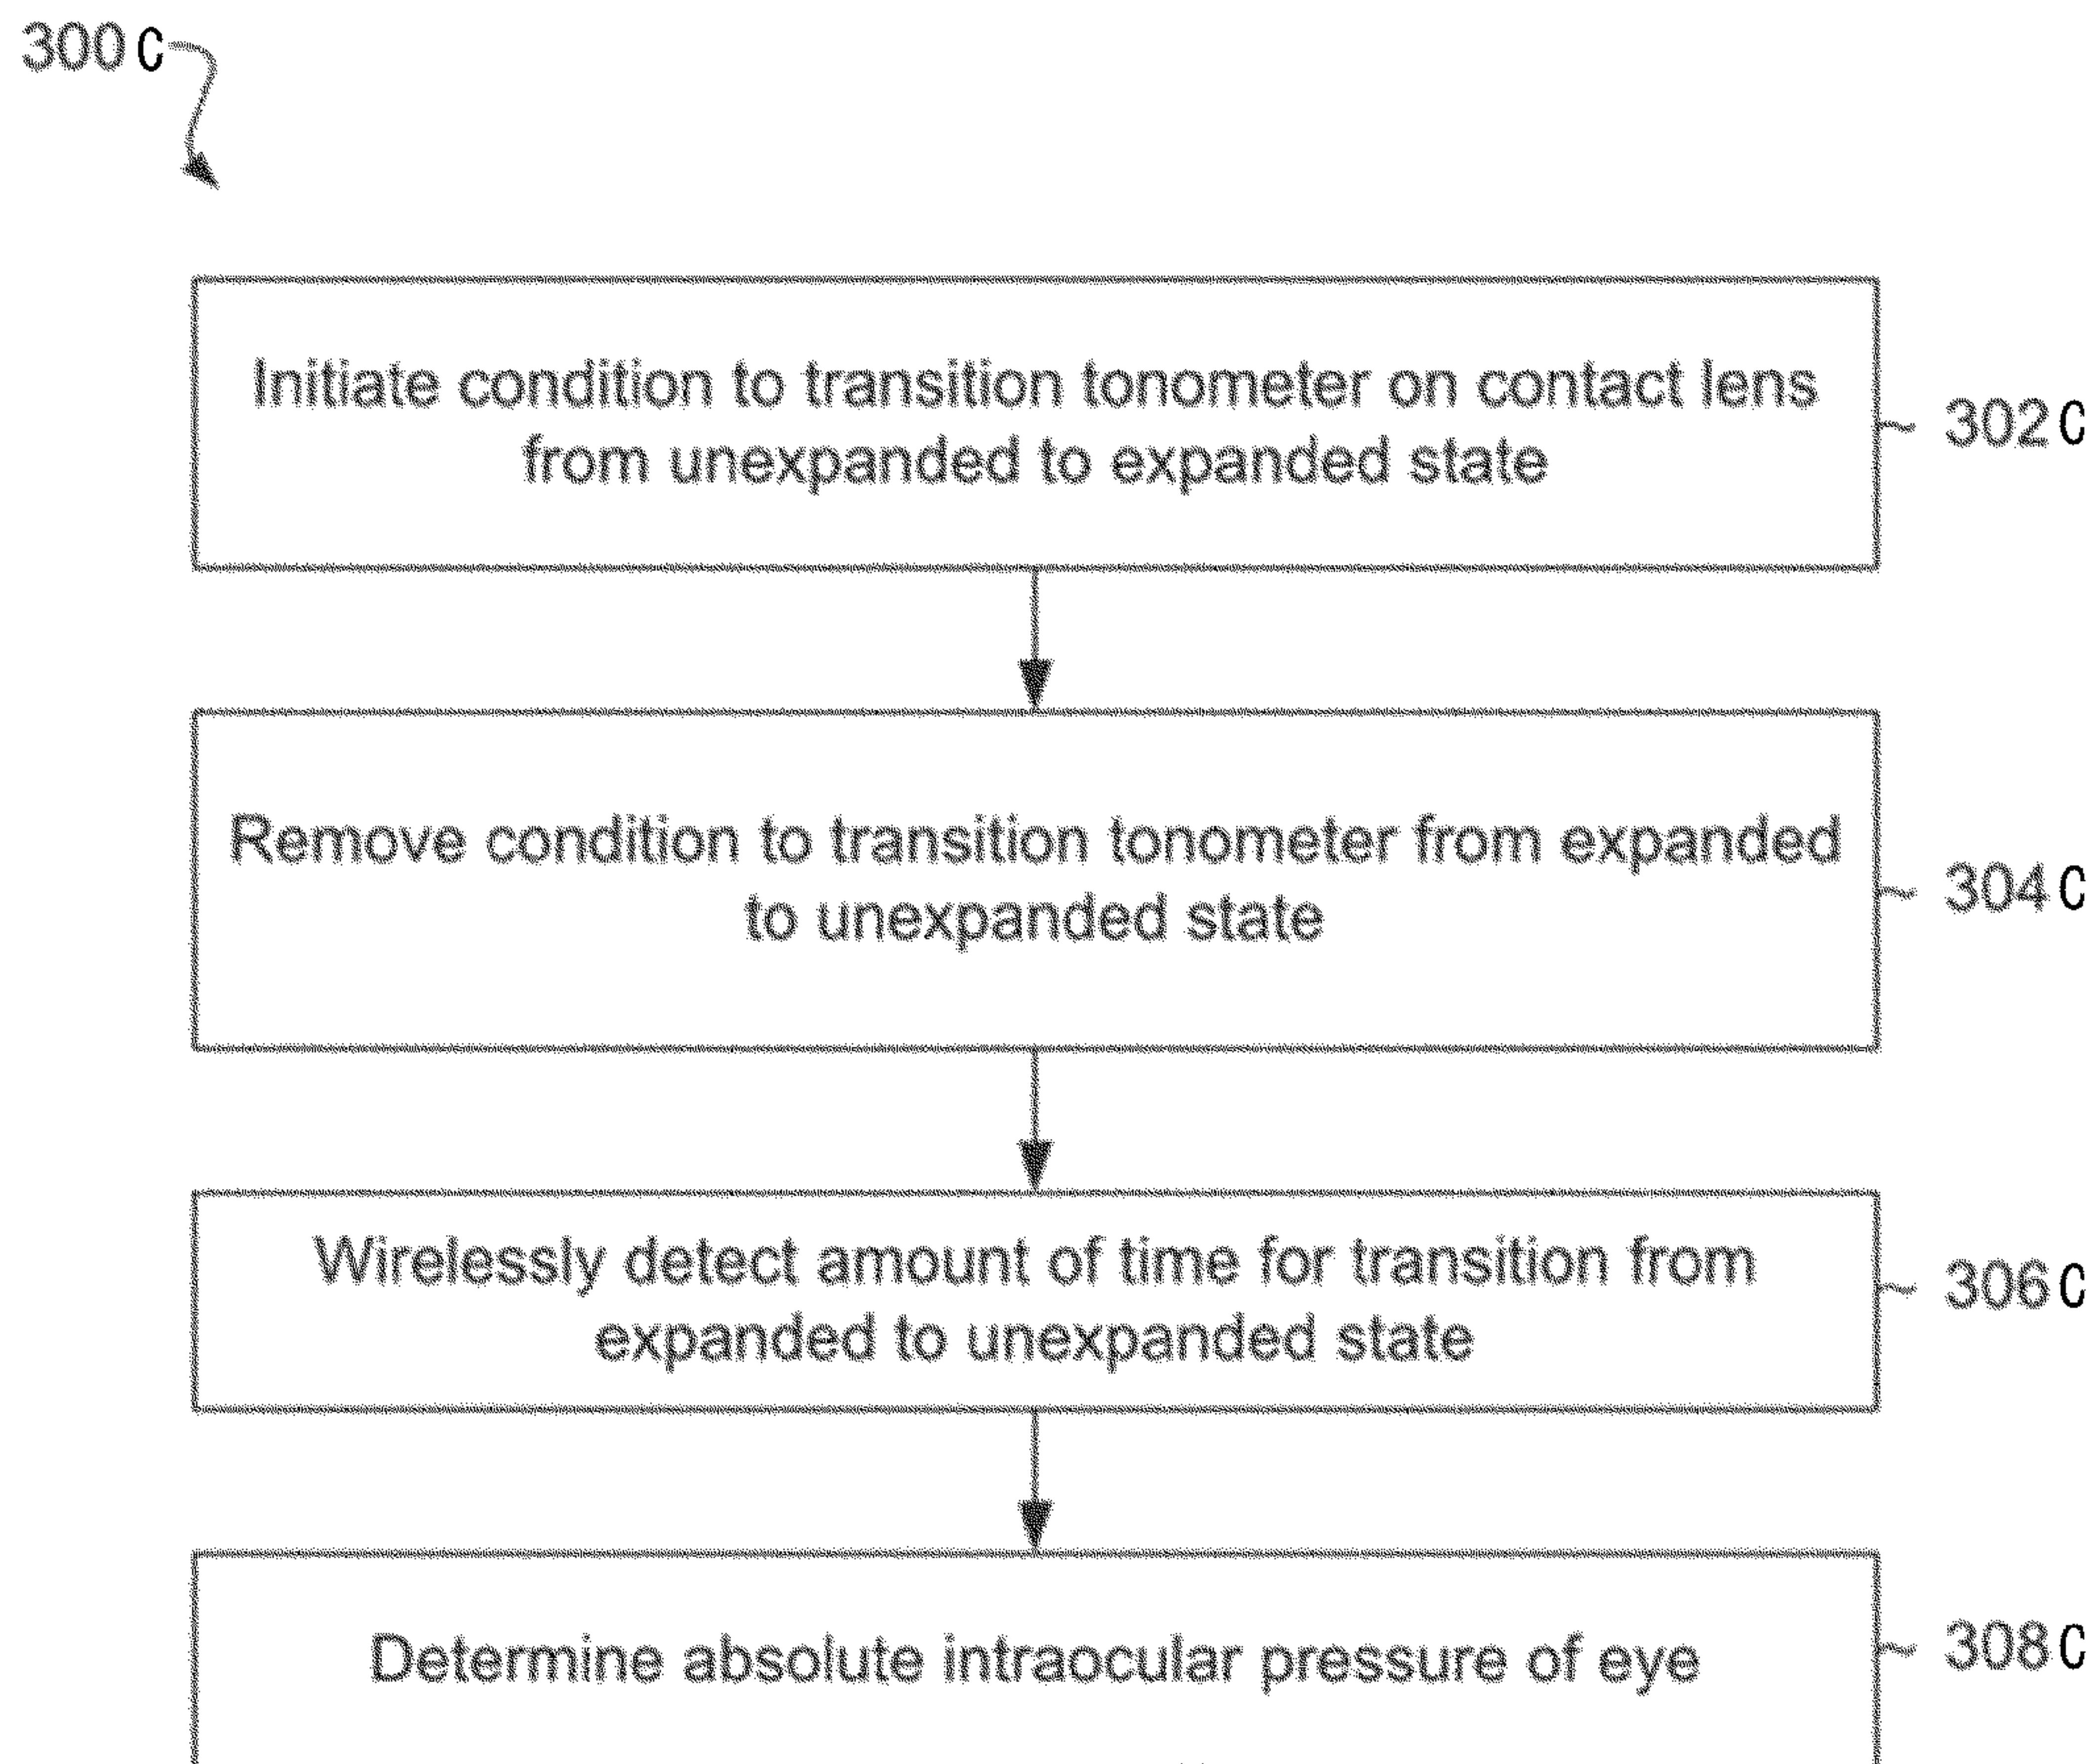 300C
Initiate condition to transition tonometer on contact lens
from unexpanded to expanded state
302C
Remove condition to transition tonometer from expanded
to unexpanded state
304C
Wirelessly detect amount of time for transition from
expanded to unexpanded state
306C
Determine absolute intraocular pressure of eye
308C